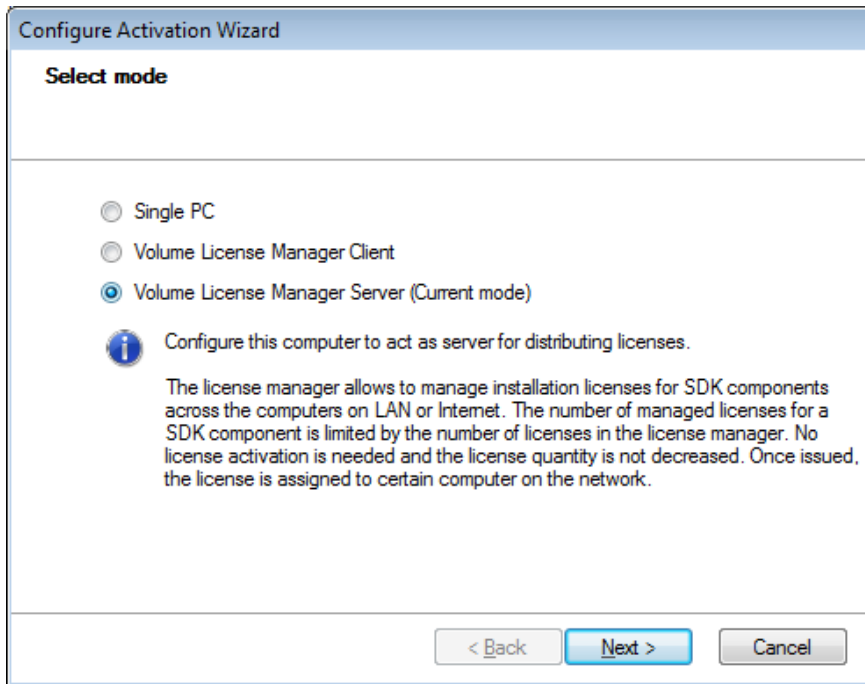 Configure Activation Wizard
Select mode
Single PC
Volume License Manager Client
Volume License Manager Server (Current mode)
Configure this computer to act as server for distributing licenses.
The license manager allows to manage installation licenses for SDK components
across the computers on LAN or Internet. The number of managed licenses for a
SDK component is limited by the number of licenses in the license manager. No
license activation is needed and the license quantity is not decreased. Once issued,
the license is assigned to certain computer on the network.
< Back
Next >
Cancel